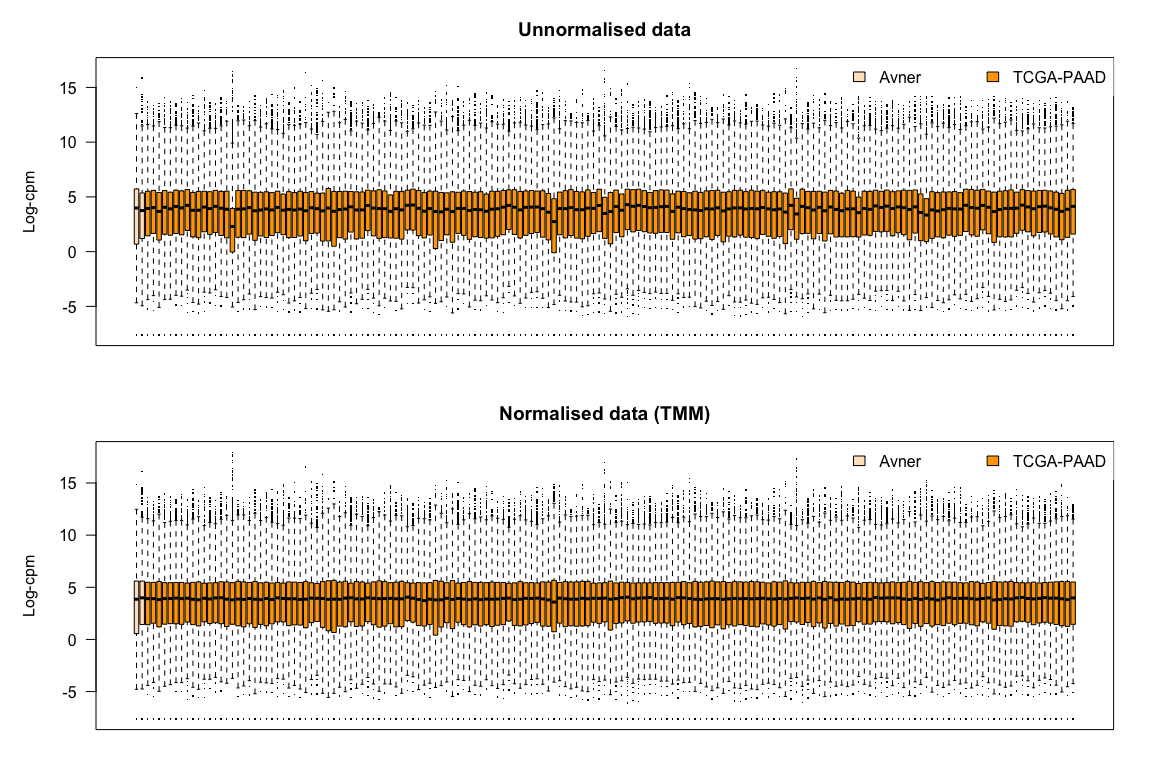 Unnormalised data
Avner TCGA-PAAD
15
10
5
0
-5
Log-cpm
Normalised data (TMM)
Avner TCGA-PAAD
15
10
5
0
-5
Log-cpm